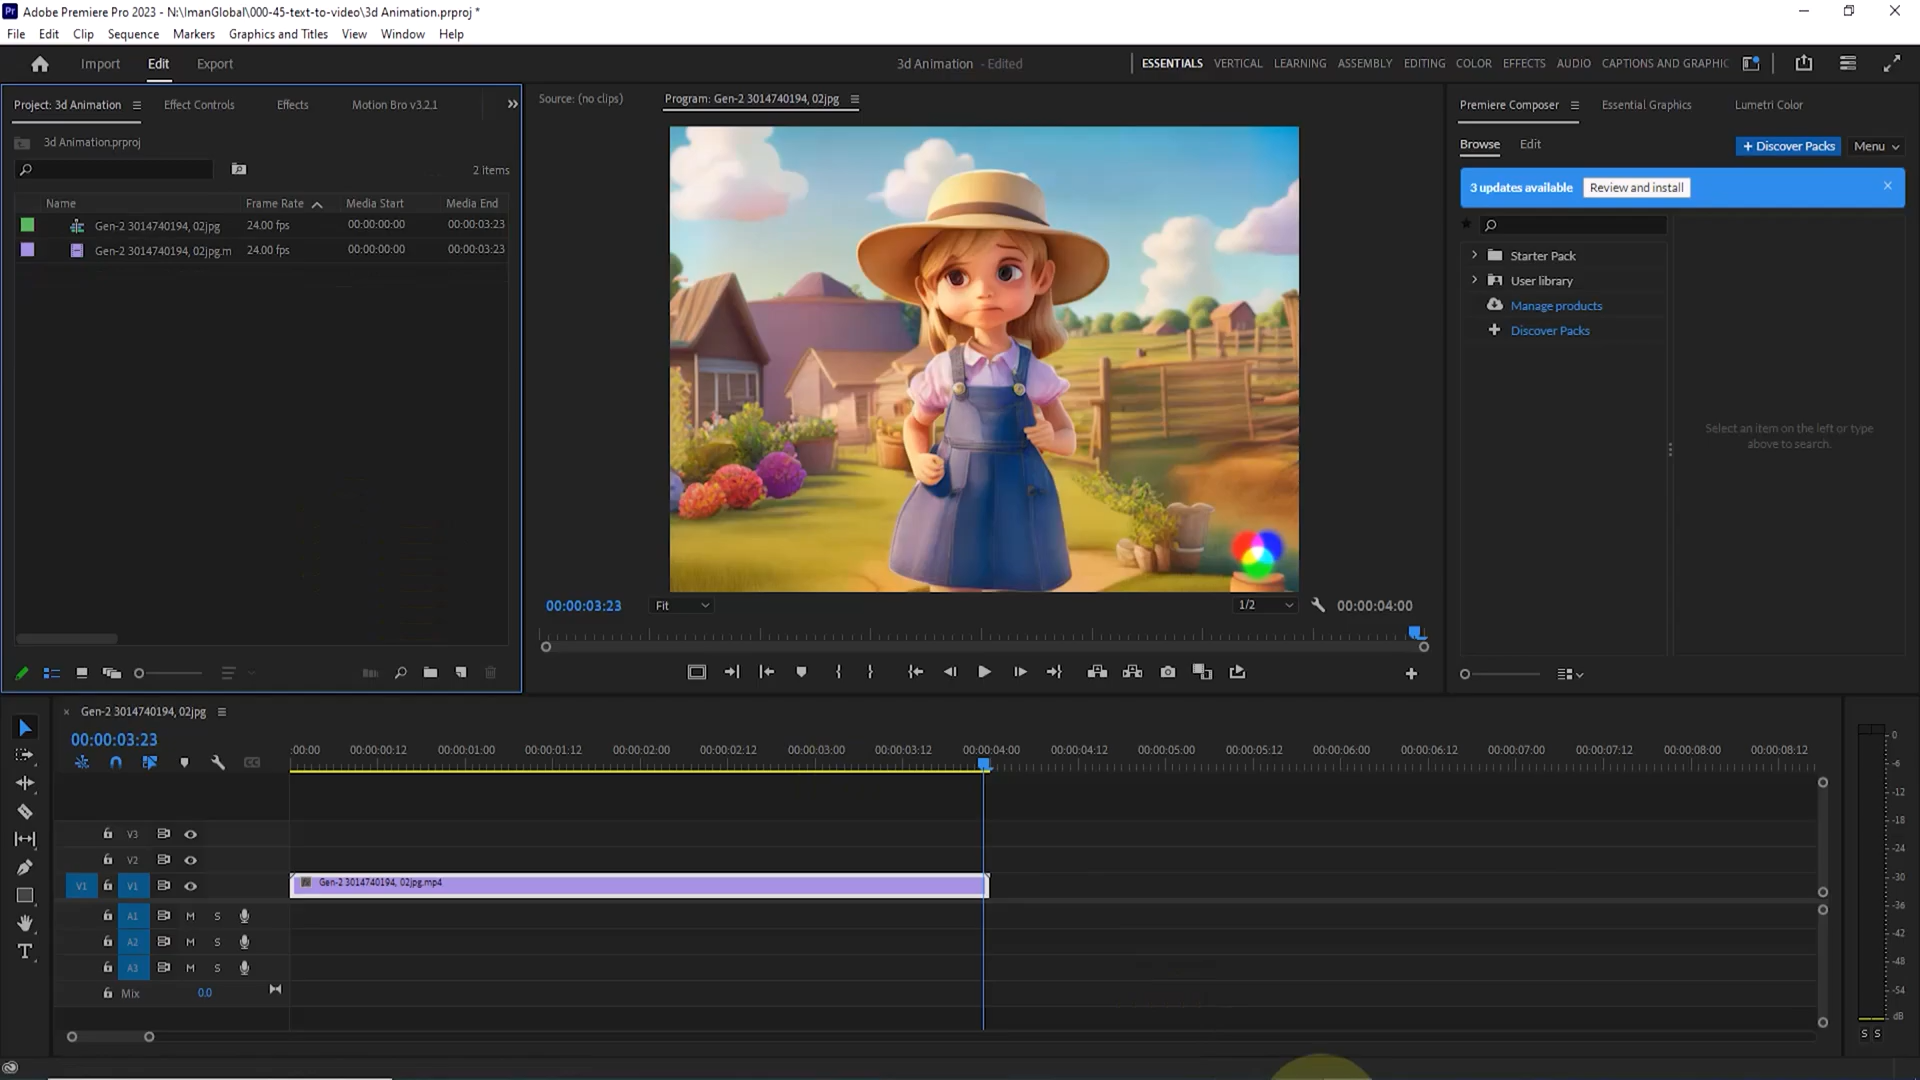 Adobe Premiere Pro 2023 - N:\ImanGlobal\000-45-text-to-video\3d Animation.prproj *
File Edit Clip Sequence Markers Graphics and Titles View Window Help
Import Edit Export
3d Animation - Edited
ESSENTIALS VERTICAL LEARNING ASSEMBLY EDITING COLOR EFFECTS AUDIO CAPTIONS AND GRAPHIC
Project: 3d Animation Effect Controls Effects Motion Bro v3.2.1
3d Animation.prproj
2 items
Name Frame Rate Media Start Media End
Gen-2 3014740194, 02jpg 24.00 fps 00:00:00:00 00:00:03:23
Gen-2 3014740194, 02jpg.m 24.00 fps 00:00:00:00 00:00:03:23
Source: (no clips) Program: Gen-2 3014740194, 02jpg
00:00:03:23 Fit 1/2 00:00:04:00
Premiere Composer Essential Graphics Lumetri Color
Browse Edit + Discover Packs Menu
3 updates available Review and install
Starter Pack
User library
Manage products
Discover Packs
Select an item on the left or type
above to search.
Gen-2 3014740194, 02jpg
00:00:03:23
:00:00 00:00:00:12 00:00:01:00 00:00:01:12 00:00:02:00 00:00:02:12 00:00:03:00 00:00:03:12 00:00:04:00 00:00:04:12 00:00:05:00 00:00:05:12 00:00:06:00 00:00:06:12 00:00:07:00 00:00:07:12 00:00:08:00 00:00:08:12
V3
V2
V1 V1 Gen-2 3014740194, 02jpg.mp4
A1 M S
A2 M S
A3 M S
Mix 0.0
0
-6
-12
-18
-24
-30
-36
-42
-48
-54
dB
S S